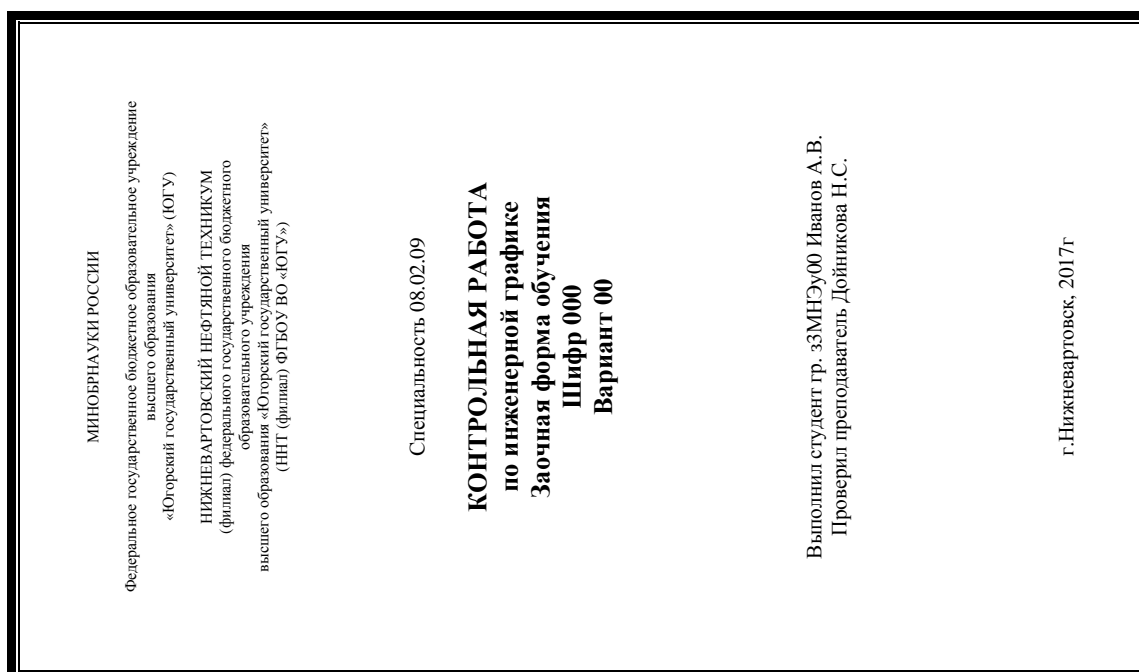 МИНОБРНАУКИ РОССИИ
Федеральное государственное бюджетное образовательное учреждение
высшего образования
«Югорский государственный университет» (ЮГУ)
НИЖНЕВАРТОВСКИЙ НЕФТЯНОЙ ТЕХНИКУМ
(филиал) федерального государственного бюджетного
образовательного учреждения
высшего образования «Югорский государственный университет»
(ННТ (филиал) ФГБОУ ВО «ЮГУ»)
Специальность 08.02.09
КОНТРОЛЬНАЯ РАБОТА
по инженерной графике
Заочная форма обучения
Шифр 000
Вариант 00
Выполнил студент гр. зЗМНЭу00 Иванов А.В.
Проверил преподаватель Дойникова Н.С.
г.Нижневартовск, 2017г